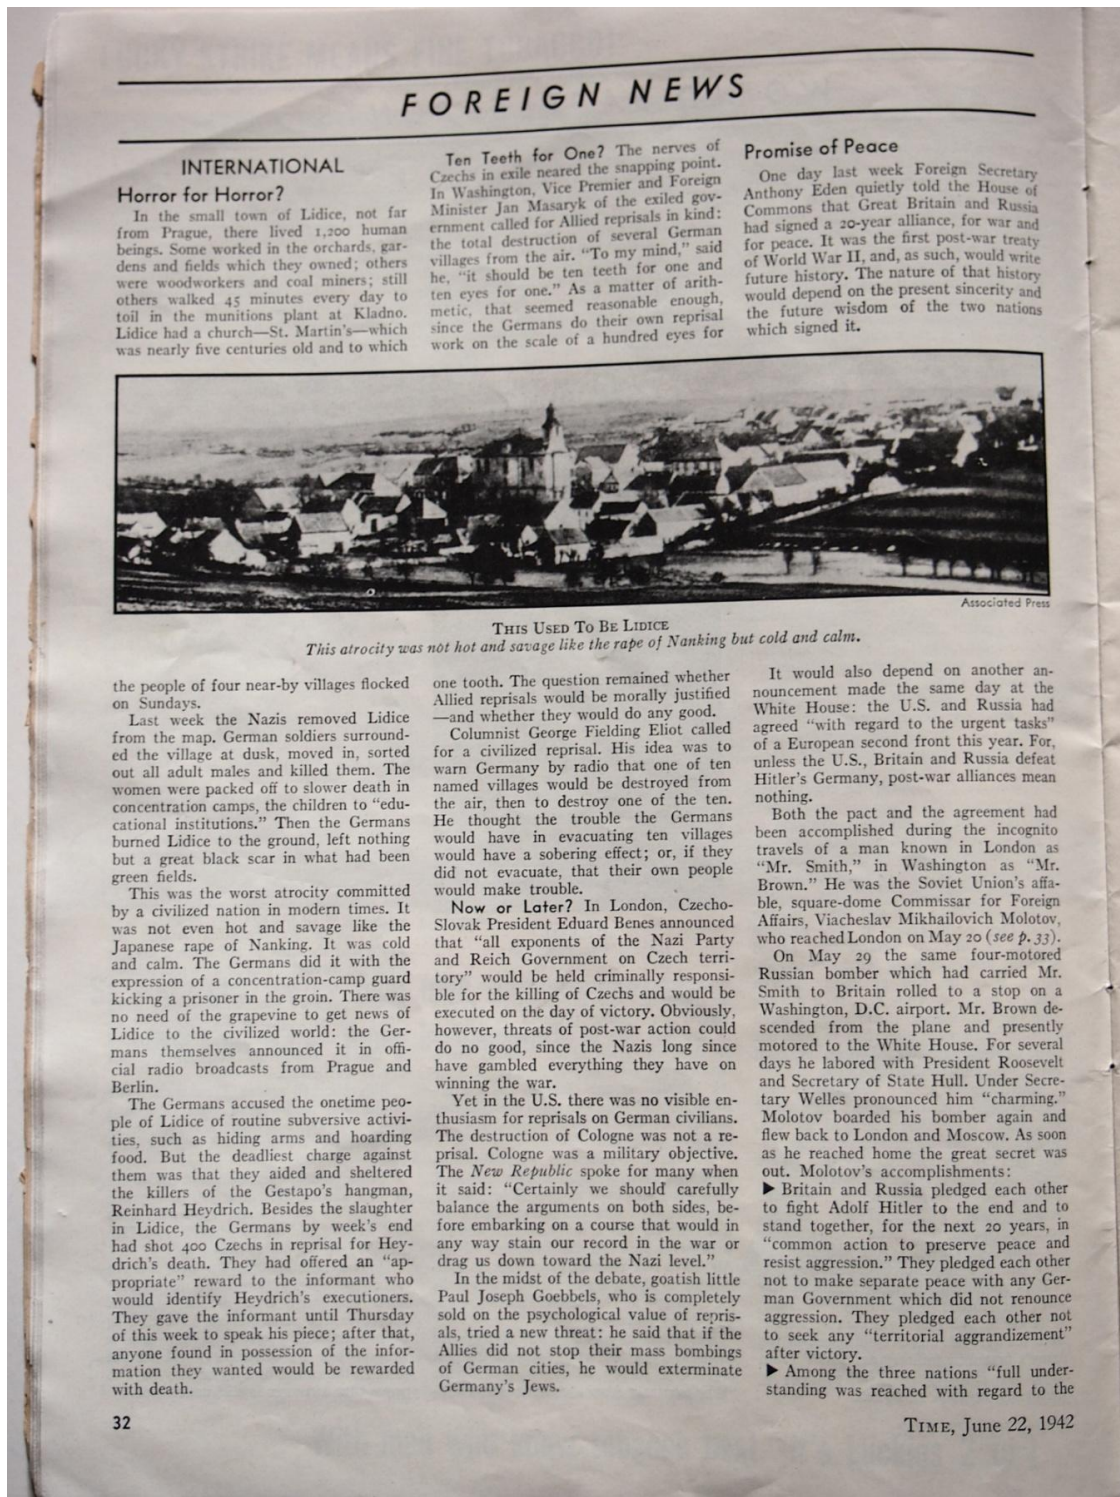 FOREIGN NEWS
INTERNATIONAL
Horror for Horror?
In the small town of Lidice, not far
from Prague, there lived 1,200 human
beings. Some worked in the orchards, gar-
dens and fields which they owned; others
were woodworkers and coal miners; still
others walked 45 minutes every day to
toil in the munitions plant at Kladno.
Lidice had a church—St. Martin's—which
was nearly five centuries old and to which
Ten Teeth for One? The nerves of
Czechs in exile neared the snapping point.
In Washington, Vice Premier and Foreign
Minister Jan Masaryk of the exiled gov-
ernment called for Allied reprisals in kind:
the total destruction of several German
villages from the air. "To my mind," said
he, "it should be ten teeth for one and
ten eyes for one." As a matter of arith-
metic, that seemed reasonable enough,
since the Germans do their own reprisal
work on the scale of a hundred eyes for
Promise of Peace
One day last week Foreign Secretary
Anthony Eden quietly told the House of
Commons that Great Britain and Russia
had signed a 20-year alliance, for war and
for peace. It was the first post-war treaty
of World War II, and, as such, would write
future history. The nature of that history
would depend on the present sincerity and
the future wisdom of the two nations
which signed it.
Associated Press
THIS USED TO BE LIDICE
This atrocity was not hot and savage like the rape of Nanking but cold and calm.
the people of four near-by villages flocked
on Sundays.
Last week the Nazis removed Lidice
from the map. German soldiers surround-
ed the village at dusk, moved in, sorted
out all adult males and killed them. The
women were packed off to slower death in
concentration camps, the children to "edu-
cational institutions." Then the Germans
burned Lidice to the ground, left nothing
but a great black scar in what had been
green fields.
This was the worst atrocity committed
by a civilized nation in modern times. It
was not even hot and savage like the
Japanese rape of Nanking. It was cold
and calm. The Germans did it with the
expression of a concentration-camp guard
kicking a prisoner in the groin. There was
no need of the grapevine to get news of
Lidice to the civilized world: the Ger-
mans themselves announced it in offi-
cial radio broadcasts from Prague and
Berlin.
The Germans accused the onetime peo-
ple of Lidice of routine subversive activi-
ties, such as hiding arms and hoarding
food. But the deadliest charge against
them was that they aided and sheltered
the killers of the Gestapo's hangman,
Reinhard Heydrich. Besides the slaughter
in Lidice, the Germans by week's end
had shot 400 Czechs in reprisal for Hey-
drich's death. They had offered an "ap-
propriate" reward to the informant who
would identify Heydrich's executioners.
They gave the informant until Thursday
of this week to speak his piece; after that,
anyone found in possession of the infor-
mation they wanted would be rewarded
with death.
one tooth. The question remained whether
Allied reprisals would be morally justified
—and whether they would do any good.
Columnist George Fielding Eliot called
for a civilized reprisal. His idea was to
warn Germany by radio that one of ten
named villages would be destroyed from
the air, then to destroy one of the ten.
He thought the trouble the Germans
would have in evacuating ten villages
would have a sobering effect; or, if they
did not evacuate, that their own people
would make trouble.
Now or Later? In London, Czecho-
Slovak President Eduard Benes announced
that "all exponents of the Nazi Party
and Reich Government on Czech terri-
tory" would be held criminally responsi-
ble for the killing of Czechs and would be
executed on the day of victory. Obviously,
however, threats of post-war action could
do no good, since the Nazis long since
have gambled everything they have on
winning the war.
Yet in the U.S. there was no visible en-
thusiasm for reprisals on German civilians.
The destruction of Cologne was not a re-
prisal. Cologne was a military objective.
The New Republic spoke for many when
it said: "Certainly we should carefully
balance the arguments on both sides, be-
fore embarking on a course that would in
any way stain our record in the war or
drag us down toward the Nazi level."
In the midst of the debate, goatish little
Paul Joseph Goebbels, who is completely
sold on the psychological value of repris-
als, tried a new threat: he said that if the
Allies did not stop their mass bombings
of German cities, he would exterminate
Germany's Jews.
It would also depend on another an-
nouncement made the same day at the
White House: the U.S. and Russia had
agreed "with regard to the urgent tasks"
of a European second front this year. For,
unless the U.S., Britain and Russia defeat
Hitler's Germany, post-war alliances mean
nothing.
Both the pact and the agreement had
been accomplished during the incognito
travels of a man known in London as
"Mr. Smith," in Washington as "Mr.
Brown." He was the Soviet Union's affa-
ble, square-dome Commissar for Foreign
Affairs, Viacheslav Mikhailovich Molotov,
who reached London on May 20 (see p. 33).
On May 29 the same four-motored
Russian bomber which had carried Mr.
Smith to Britain rolled to a stop on a
Washington, D.C. airport. Mr. Brown de-
scended from the plane and presently
motored to the White House. For several
days he labored with President Roosevelt
and Secretary of State Hull. Under Secre-
tary Welles pronounced him "charming."
Molotov boarded his bomber again and
flew back to London and Moscow. As soon
as he reached home the great secret was
out. Molotov's accomplishments:
▶ Britain and Russia pledged each other
to fight Adolf Hitler to the end and to
stand together, for the next 20 years, in
"common action to preserve peace and
resist aggression." They pledged each other
not to make separate peace with any Ger-
man Government which did not renounce
aggression. They pledged each other not
to seek any "territorial aggrandizement"
after victory.
▶ Among the three nations "full under-
standing was reached with regard to the
32
TIME, June 22, 1942